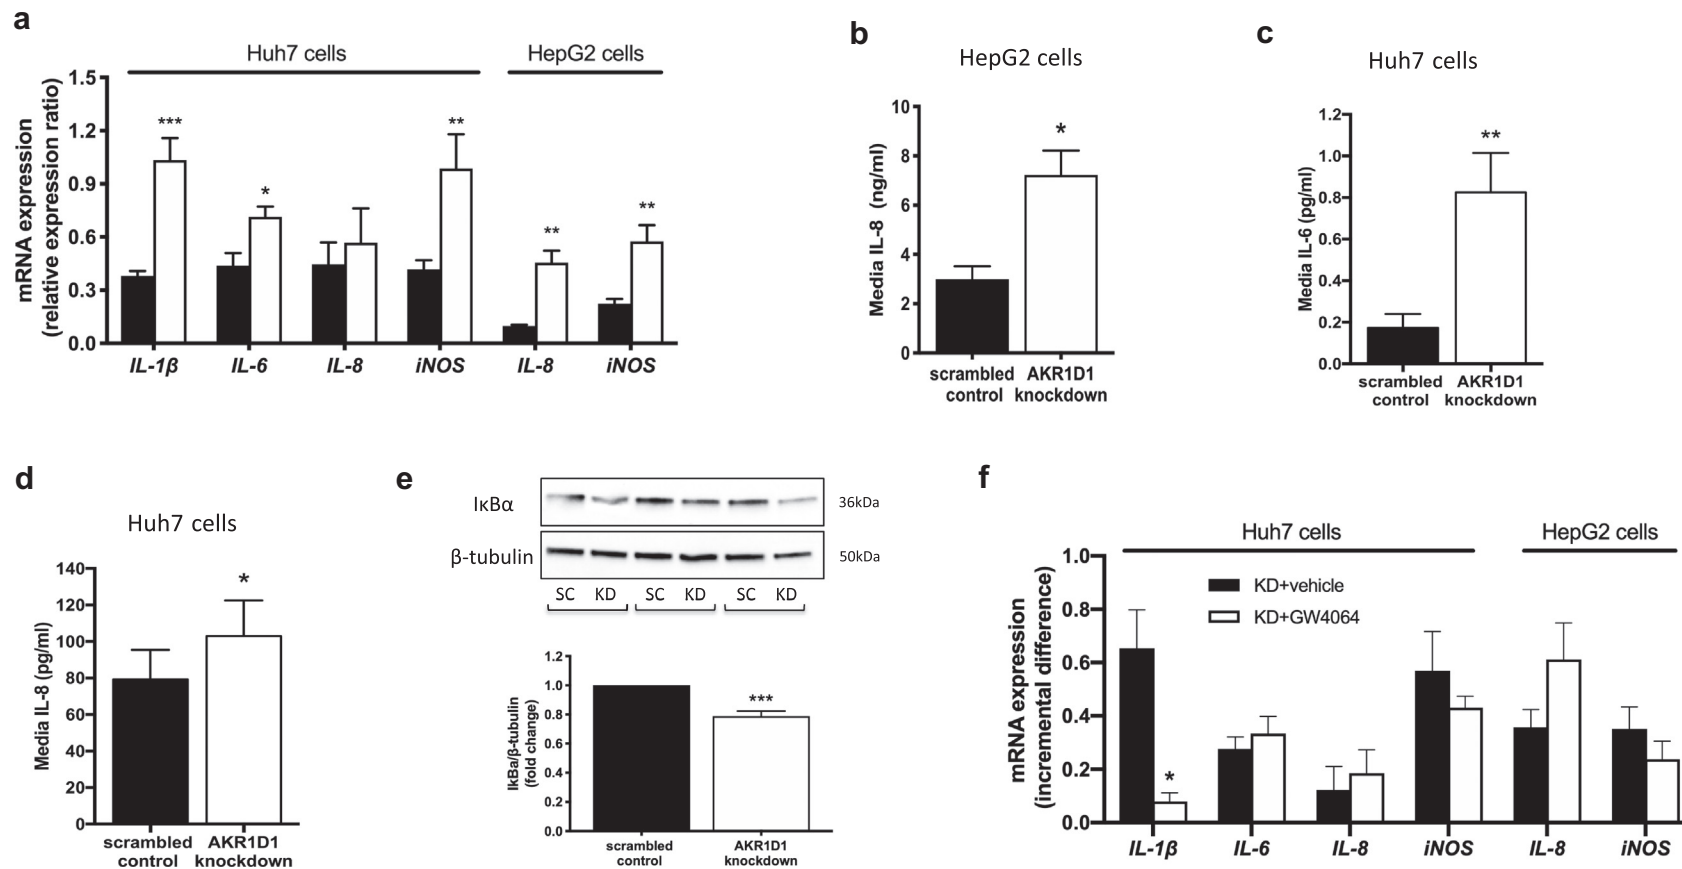 a
Huh7 cells
HepG2 cells
mRNA expression
(relative expression ratio)
1.5
1.2
0.9
0.6
0.3
0.0
***
*
**
**
**
IL-1β
IL-6
IL-8
iNOS
IL-8
iNOS
b
HepG2 cells
Media IL-8 (ng/ml)
10
8
6
4
2
0
*
scrambled
control
AKR1D1
knockdown
c
Huh7 cells
Media IL-6 (pg/ml)
1.2
1.0
0.8
0.6
0.4
0.2
0.0
**
scrambled
control
AKR1D1
knockdown
d
Huh7 cells
Media IL-8 (pg/ml)
140
120
100
80
60
40
20
0
*
scrambled
control
AKR1D1
knockdown
e
IκBα
36kDa
β-tubulin
50kDa
SC KD SC KD SC KD
IκBa/β-tubulin
(fold change)
1.2
1.0
0.8
0.6
0.4
0.2
0.0
***
scrambled
control
AKR1D1
knockdown
f
Huh7 cells
HepG2 cells
KD+vehicle
KD+GW4064
mRNA expression
(incremental difference)
1.0
0.8
0.6
0.4
0.2
0.0
*
IL-1β
IL-6
IL-8
iNOS
IL-8
iNOS